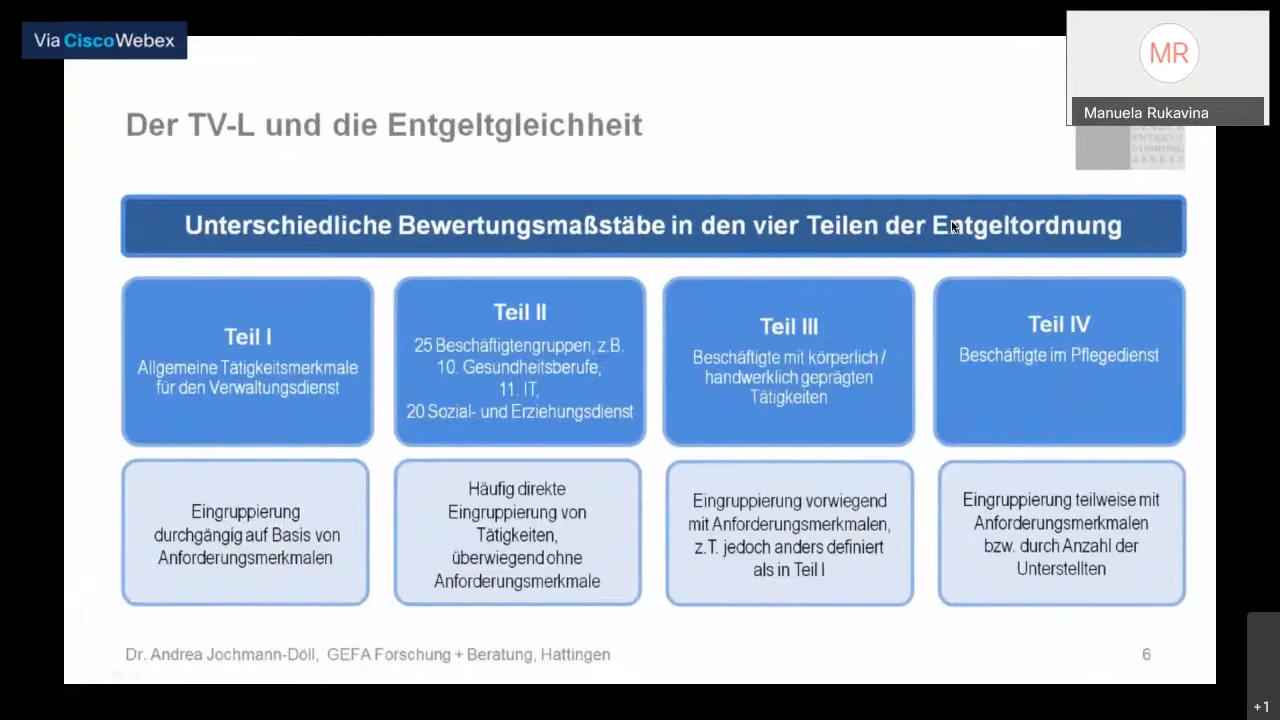 Via CiscoWebex
MR
Manuela Rukavina
Der TV-L und die Entgeltgleichheit
Unterschiedliche Bewertungsmaßstäbe in den vier Teilen der Entgeltordnung
Teil I
Allgemeine Tätigkeitsmerkmale
für den Verwaltungsdienst
Teil II
25 Beschäftigtengruppen, z.B.
10. Gesundheitsberufe,
11. IT,
20 Sozial- und Erziehungsdienst
Teil III
Beschäftigte mit körperlich /
handwerklich geprägten
Tätigkeiten
Teil IV
Beschäftigte im Pflegedienst
Eingruppierung
durchgängig auf Basis von
Anforderungsmerkmalen
Häufig direkte
Eingruppierung von
Tätigkeiten,
überwiegend ohne
Anforderungsmerkmale
Eingruppierung vorwiegend
mit Anforderungsmerkmalen,
z.T. jedoch anders definiert
als in Teil I
Eingruppierung teilweise mit
Anforderungsmerkmalen
bzw. durch Anzahl der
Unterstellten
Dr. Andrea Jochmann-Döll, GEFA Forschung + Beratung, Hattingen
6
+1